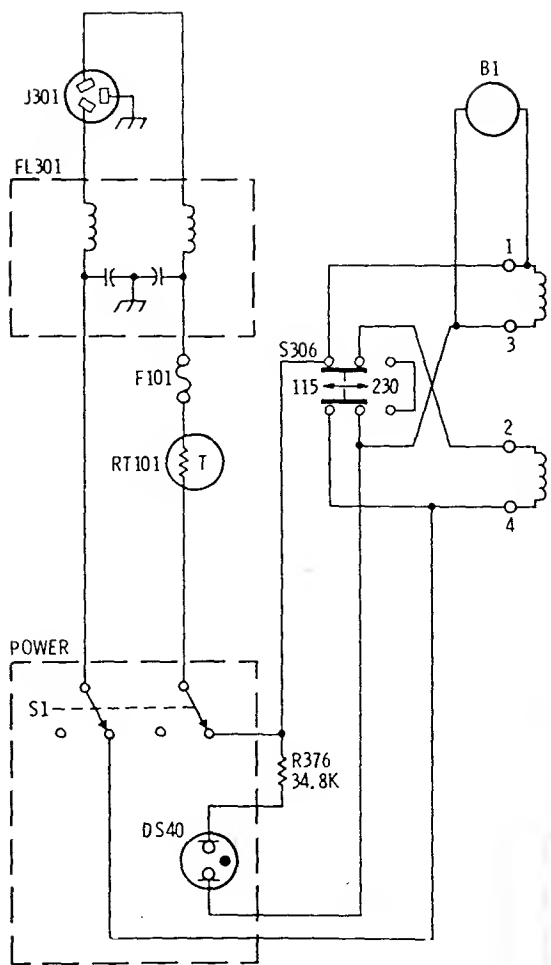 J301
B1
FL301
1
3
S306
115
230
F101
2
RT101
T
4
POWER
S1
R376
34.8K
DS40